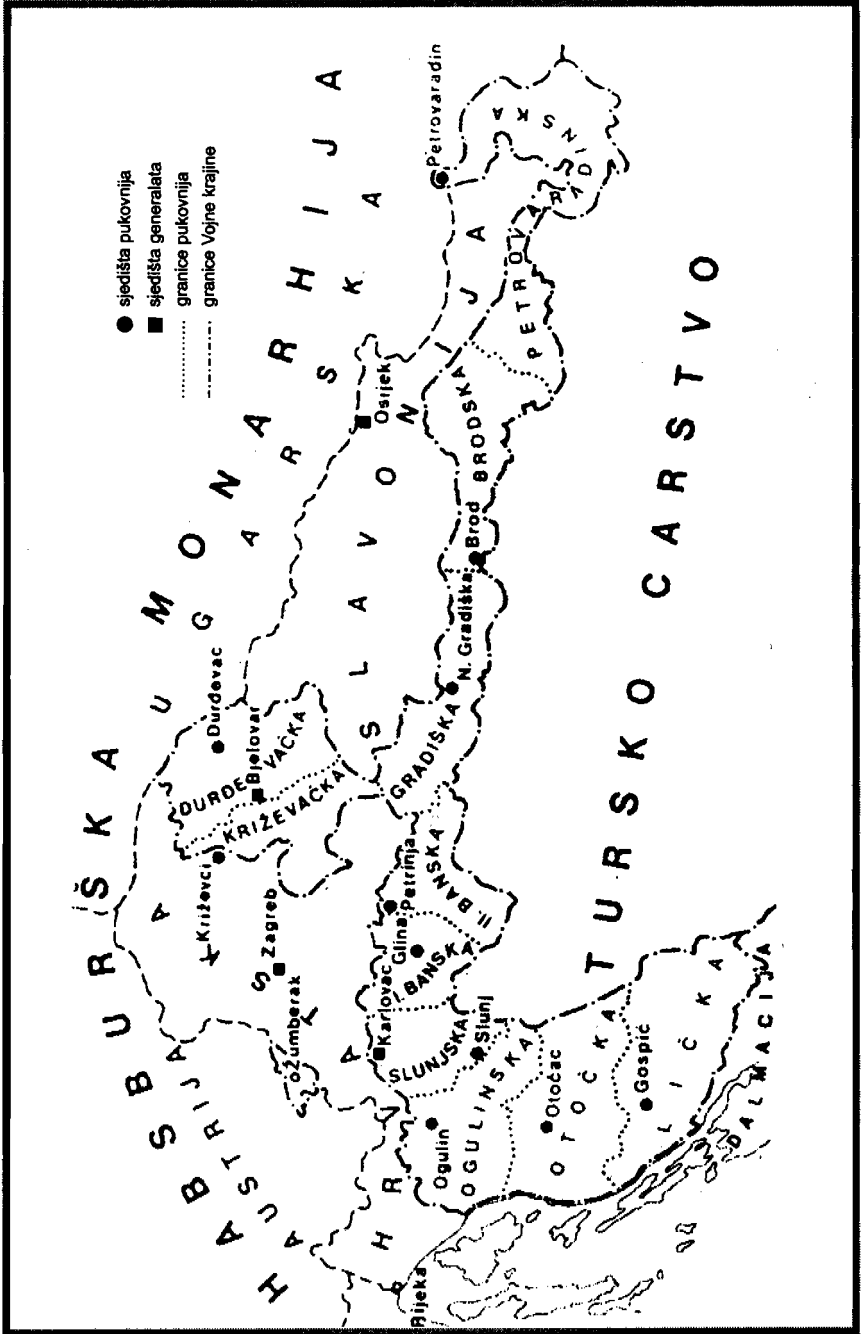 HABSBURŠKA MONARHIJA
AUSTRIJA
UGARSKA
● sjedišta pukovnija
■ sjedišta generalata
granice pukovnija
granice Vojne krajine
HRVATSKA
SLAVONIJA
Križevci
Đurđevac
Bjelovar
ĐURĐEVAČKA
KRIŽEVAČKA
Zagreb
Žumberak
Osijek
Petrovaradin
PETROVARADINSKA
BRODSKA
Brod
N. Gradiška
GRADIŠKA
Petrinja
Glina
II. BANSKA
I. BANSKA
Karlovac
SLUNJSKA
Slunj
Rijeka
Ogulin
OGULINSKA
Otočac
OTOČKA
Gospić
LIČKA
DALMACIJA
TURSKO CARSTVO